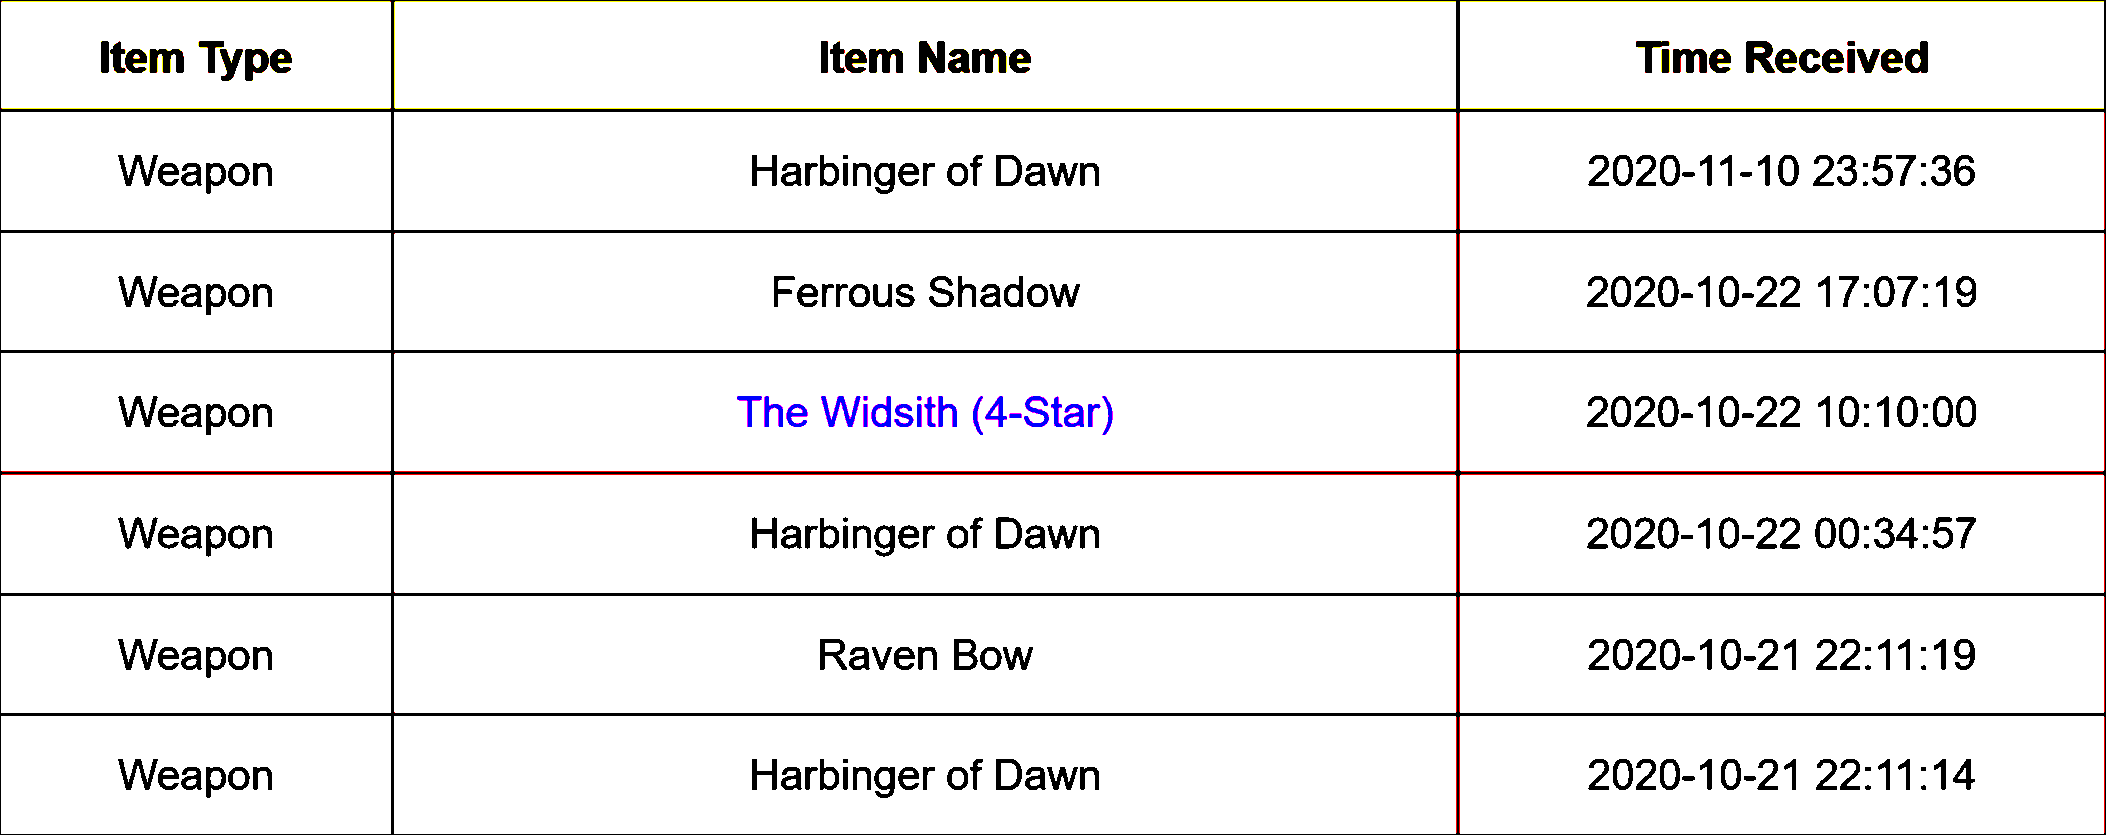 Item Type Item Name Time Received
Weapon Harbinger of Dawn 2020-11-10 23:57:36
Weapon Ferrous Shadow 2020-10-22 17:07:19
Weapon The Widsith (4-Star) 2020-10-22 10:10:00
Weapon Harbinger of Dawn 2020-10-22 00:34:57
Weapon Raven Bow 2020-10-21 22:11:19
Weapon Harbinger of Dawn 2020-10-21 22:11:14